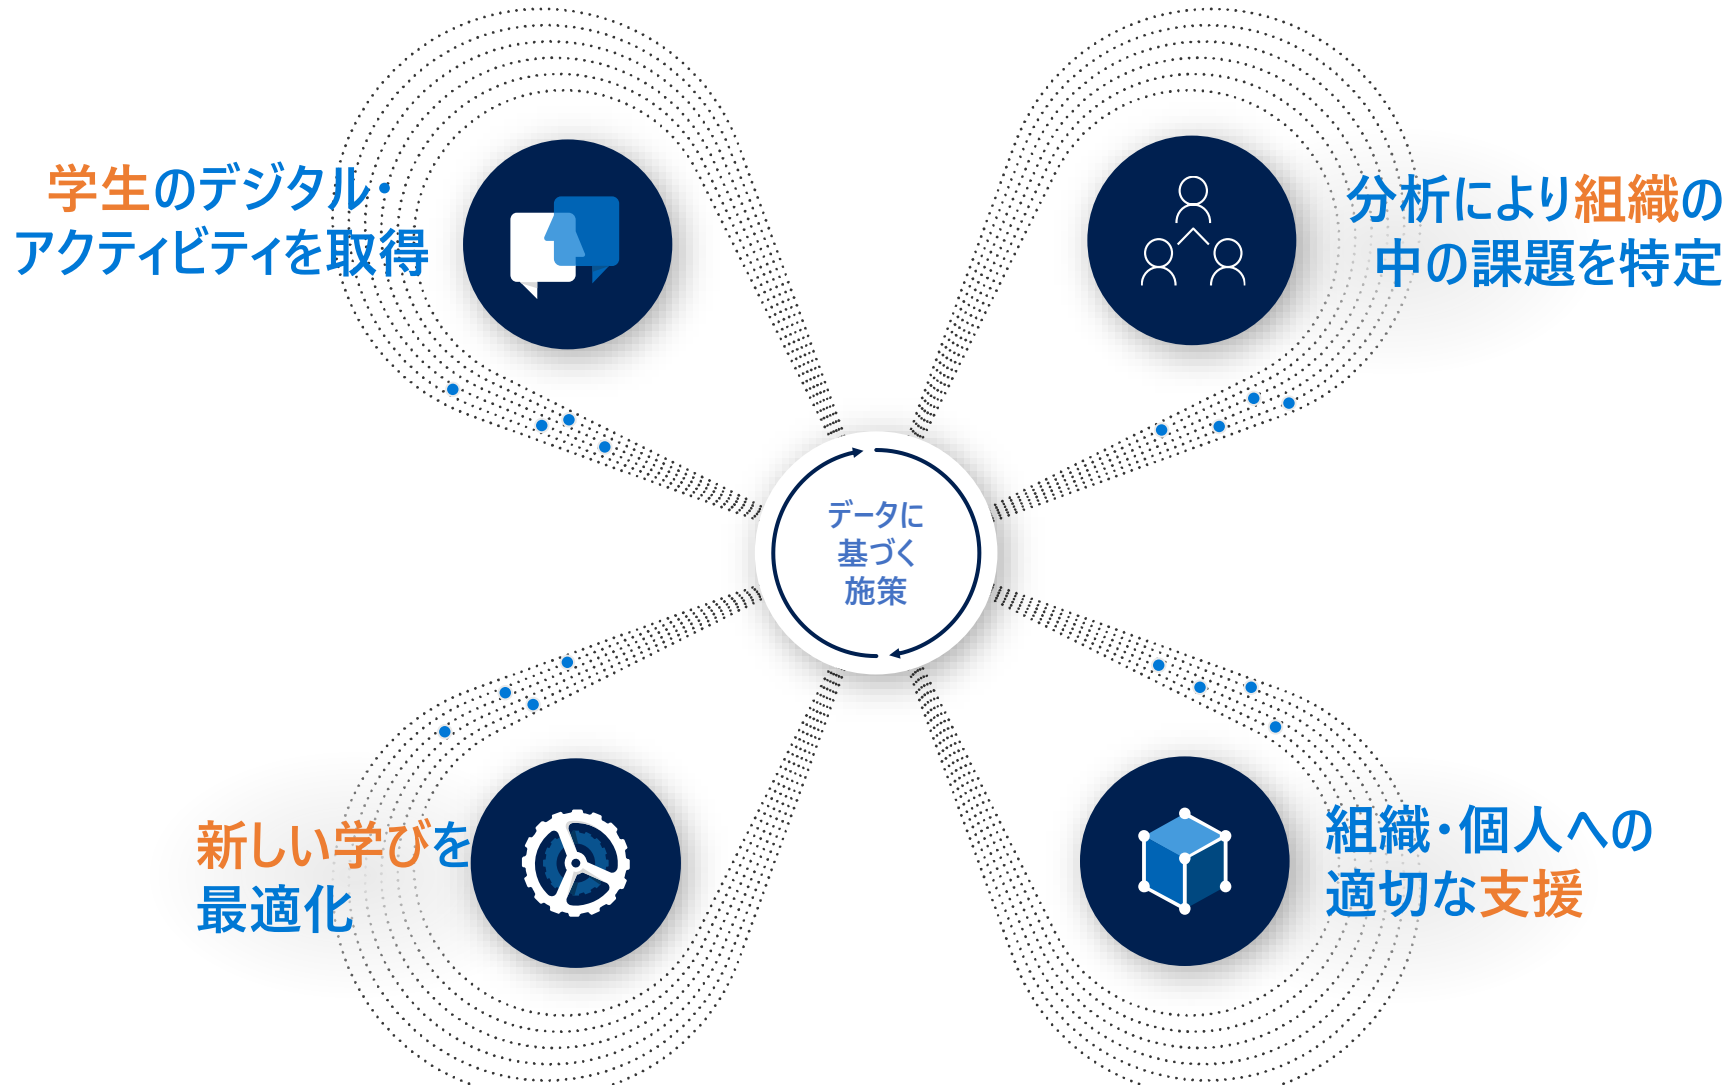 学生のデジタル・
アクティビティを取得
分析により組織の
中の課題を特定
データに
基づく
施策
新しい学びを
最適化
組織・個人への
適切な支援